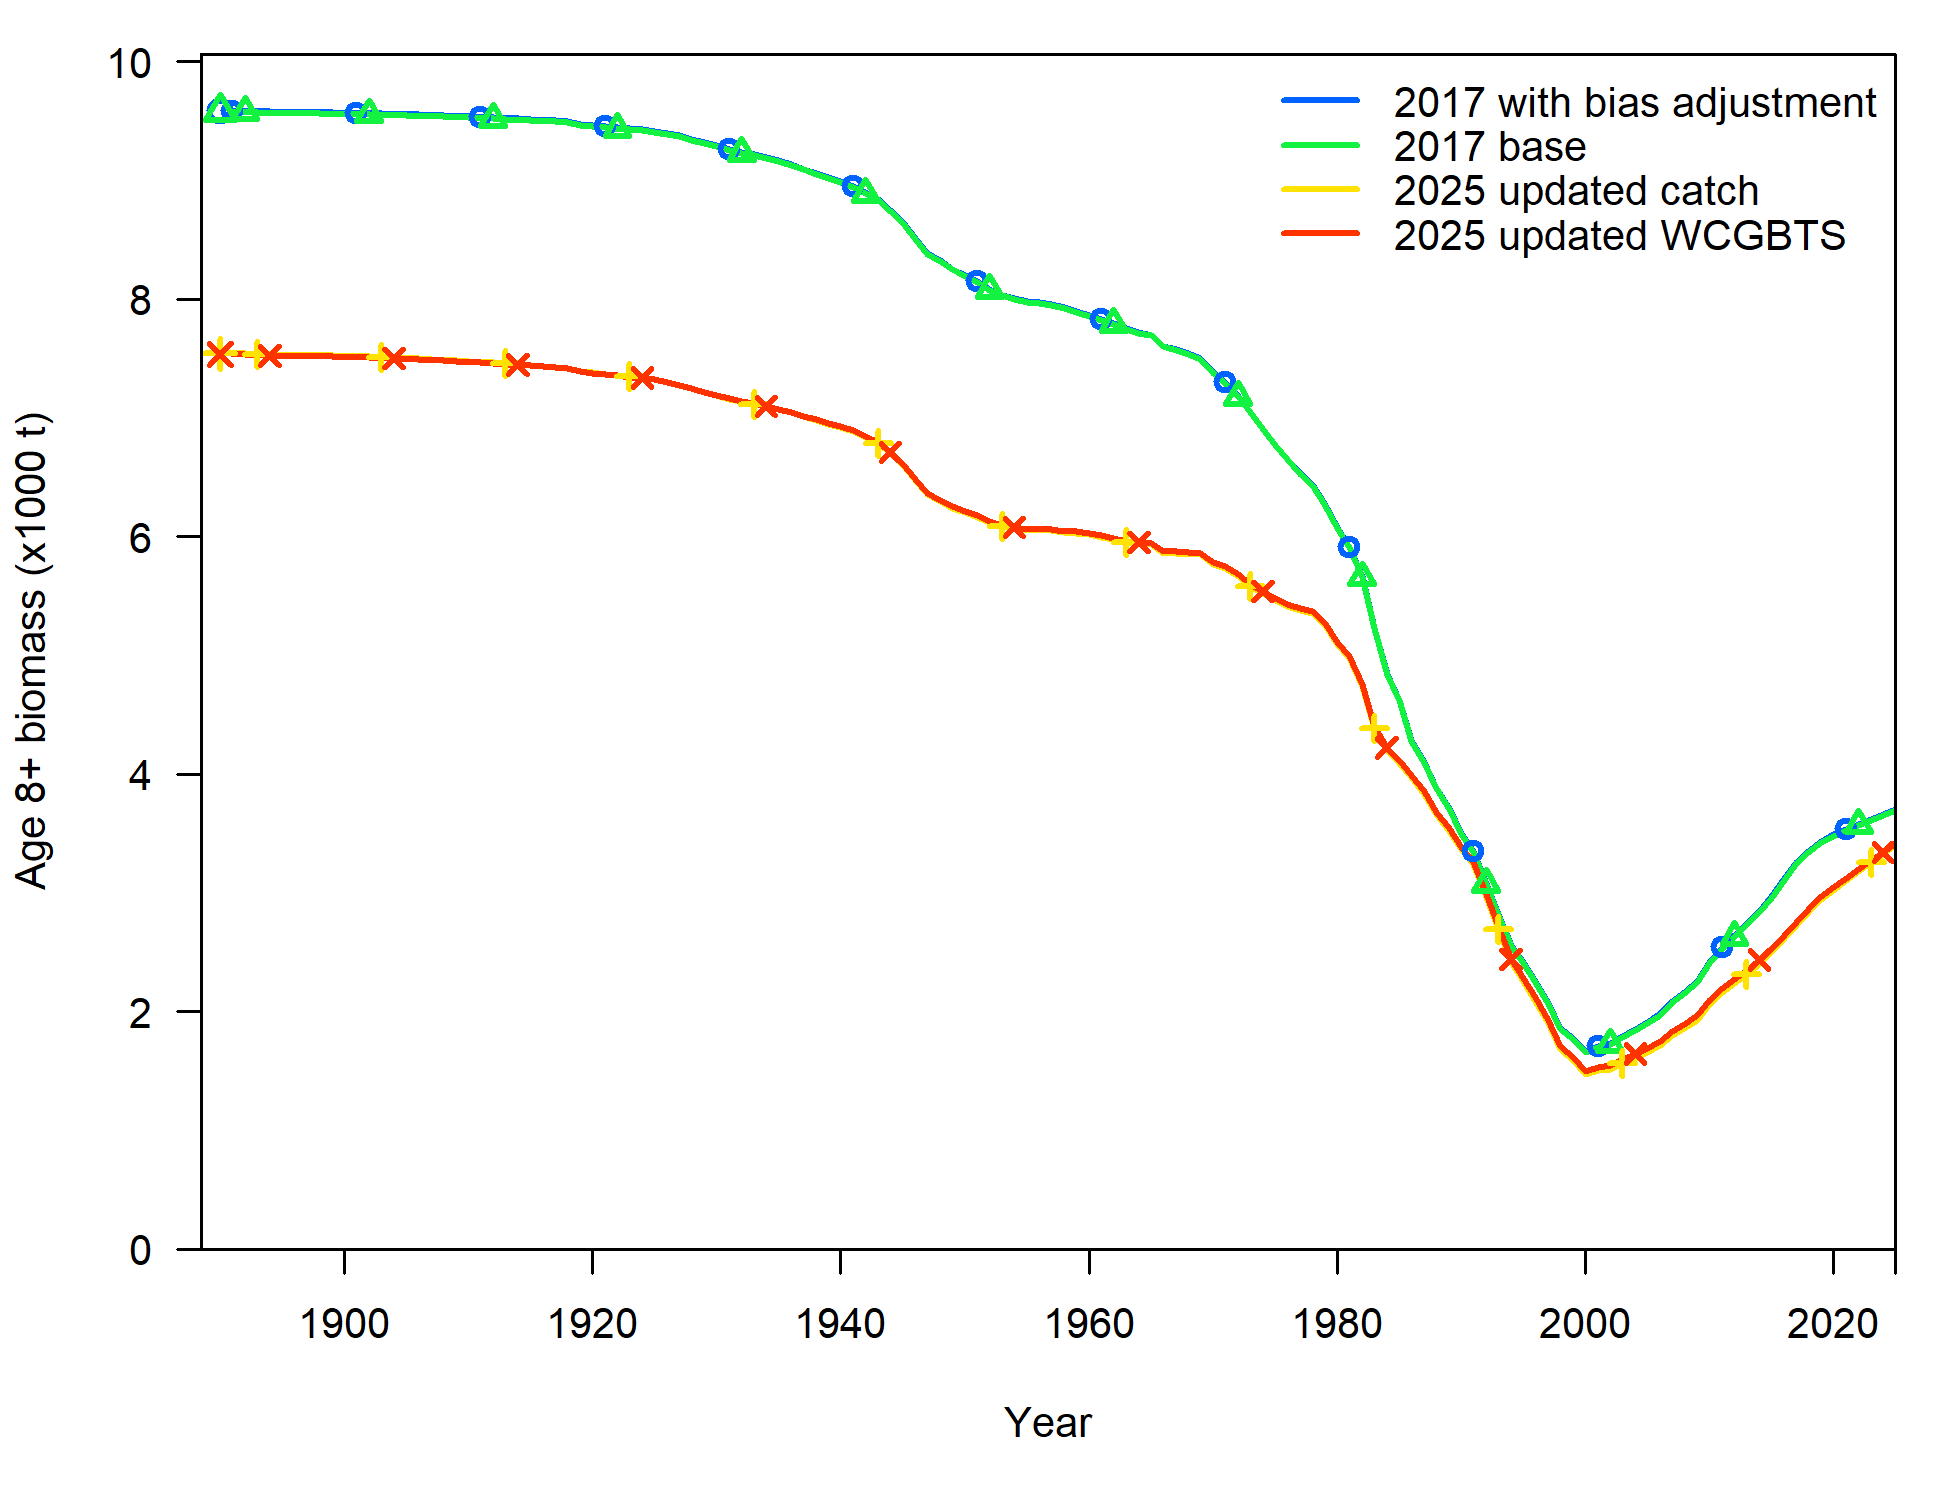 2017 with bias adjustment
2017 base
2025 updated catch
2025 updated WCGBTS
Age 8+ biomass (x1000 t)
10
8
6
4
2
0
1900 1920 1940 1960 1980 2000 2020
Year